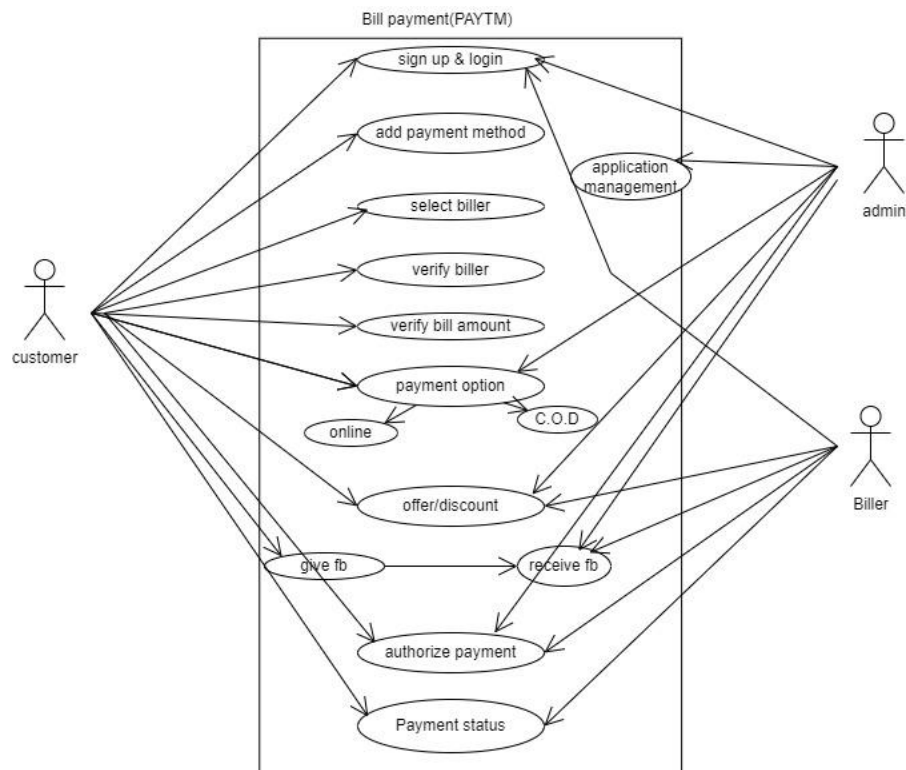 Bill payment(PAYTM)
sign up & login
add payment method
application
management
admin
select biller
verify biller
customer
verify bill amount
payment option
online
C.O.D
Biller
offer/discount
give fb
receive fb
authorize payment
Payment status